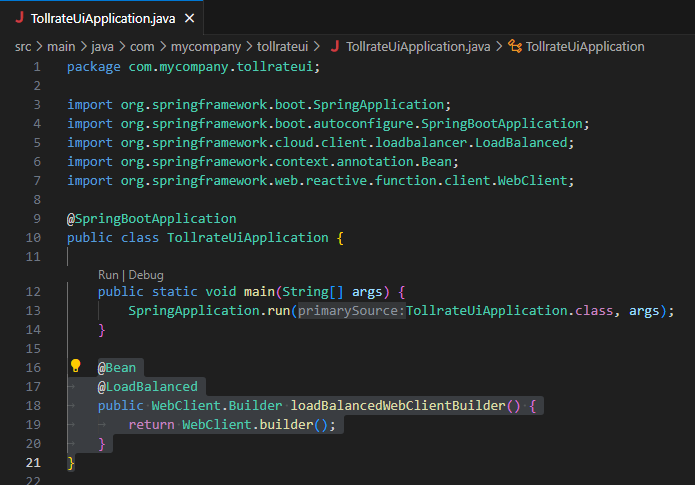 J TollrateUiApplication.java ×
src > main > java > com > mycompany > tollrateui > J TollrateUiApplication.java > TollrateUiApplication
1 package com.mycompany.tollrateui;
2
3 import org.springframework.boot.SpringApplication;
4 import org.springframework.boot.autoconfigure.SpringBootApplication;
5 import org.springframework.cloud.client.loadbalancer.LoadBalanced;
6 import org.springframework.context.annotation.Bean;
7 import org.springframework.web.reactive.function.client.WebClient;
8
9 @SpringBootApplication
10 public class TollrateUiApplication {
11
Run | Debug
12 public static void main(String[] args) {
13 SpringApplication.run(primarySource:TollrateUiApplication.class, args);
14 }
15
16 @Bean
17 @LoadBalanced
18 public WebClient.Builder loadBalancedWebClientBuilder() {
19 return WebClient.builder();
20 }
21 }
22